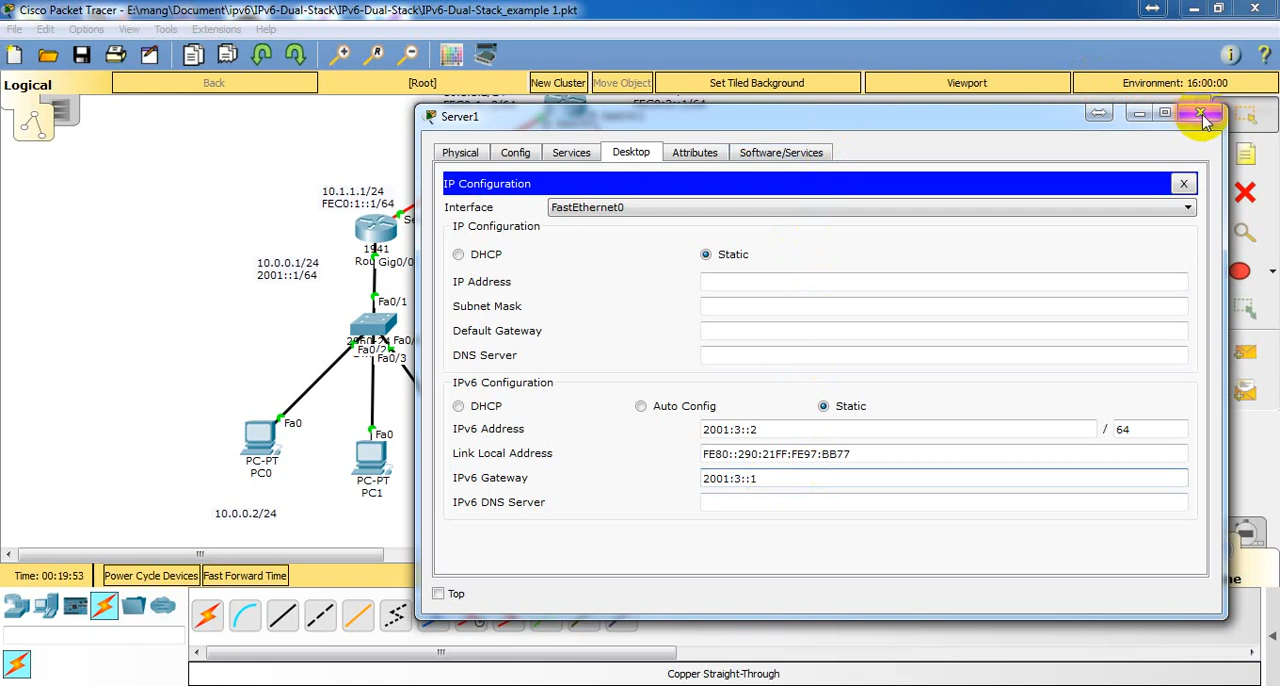 Cisco Packet Tracer - E:\mang\Document\ipv6\IPv6-Dual-Stack\IPv6-Dual-Stack_example 1.pkt
File Edit Options View Tools Extensions Help
Logical Back [Root] New Cluster Move Object Set Tiled Background Viewport Environment: 16:00:00
Server1
Physical Config Services Desktop Attributes Software/Services
IP Configuration X
Interface FastEthernet0
IP Configuration
DHCP Static
IP Address
Subnet Mask
Default Gateway
DNS Server
IPv6 Configuration
DHCP Auto Config Static
IPv6 Address 2001:3::2 / 64
Link Local Address FE80::290:21FF:FE97:BB77
IPv6 Gateway 2001:3::1
IPv6 DNS Server
Top
10.1.1.1/24
FEC0:1::1/64
1941
Gig0/0
10.0.0.1/24
2001::1/64
Fa0/1
Fa0/2
Fa0/3
Fa0
PC-PT
PC0
Fa0
PC-PT
PC1
10.0.0.2/24
Time: 00:19:53 Power Cycle Devices Fast Forward Time
Copper Straight-Through